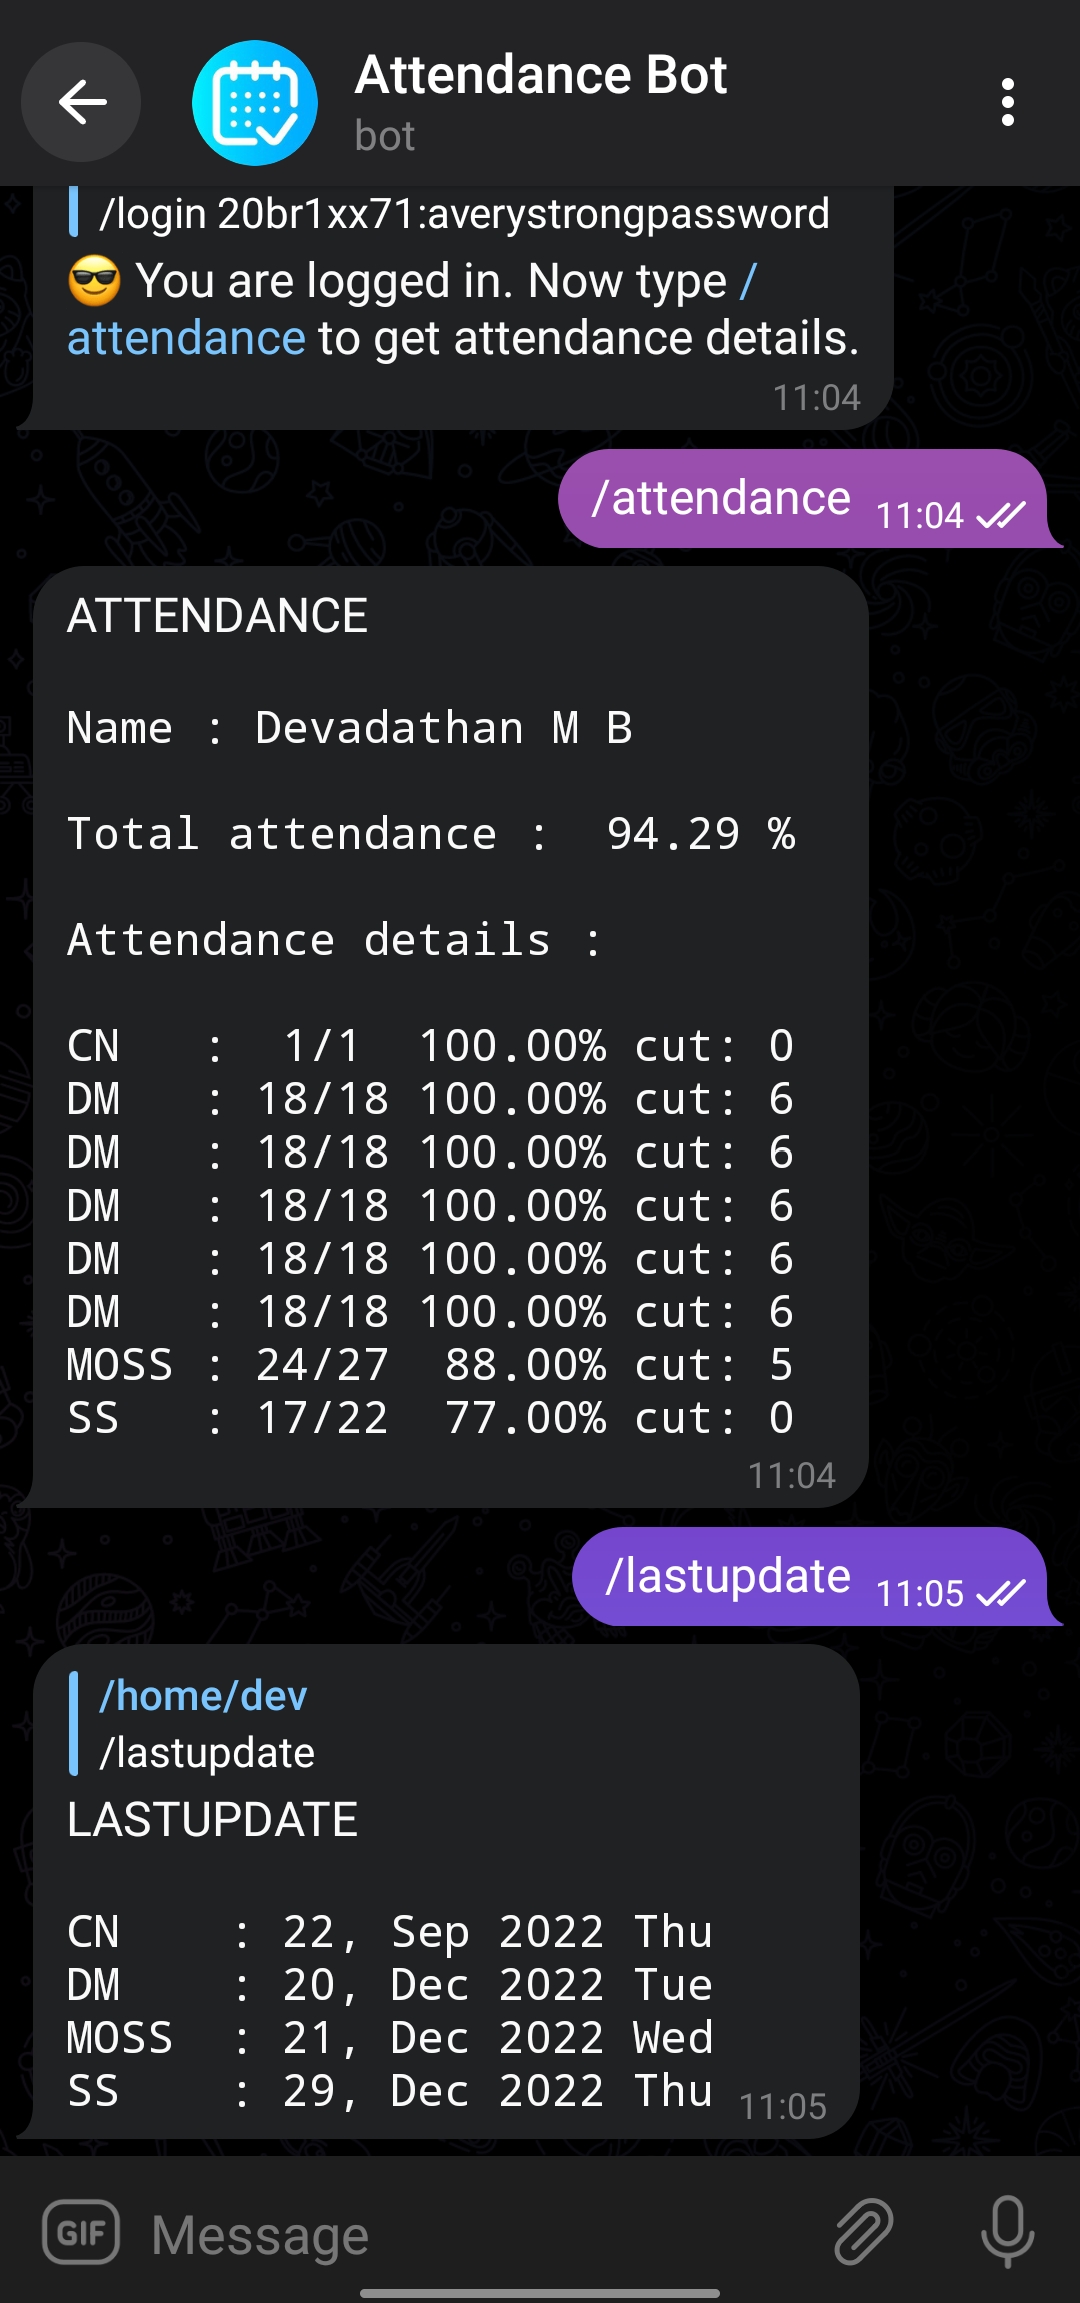 Attendance Bot
bot
/login 20br1xx71:averystrongpassword
😎 You are logged in. Now type /
attendance to get attendance details.
11:04
/attendance 11:04
ATTENDANCE
Name : Devadathan M B
Total attendance :  94.29 %
Attendance details :
CN   :  1/1  100.00% cut: 0
DM   : 18/18 100.00% cut: 6
DM   : 18/18 100.00% cut: 6
DM   : 18/18 100.00% cut: 6
DM   : 18/18 100.00% cut: 6
DM   : 18/18 100.00% cut: 6
MOSS : 24/27  88.00% cut: 5
SS   : 17/22  77.00% cut: 0
11:04
/lastupdate 11:05
/home/dev
/lastupdate
LASTUPDATE
CN    : 22, Sep 2022 Thu
DM    : 20, Dec 2022 Tue
MOSS  : 21, Dec 2022 Wed
SS    : 29, Dec 2022 Thu 11:05
GIF Message